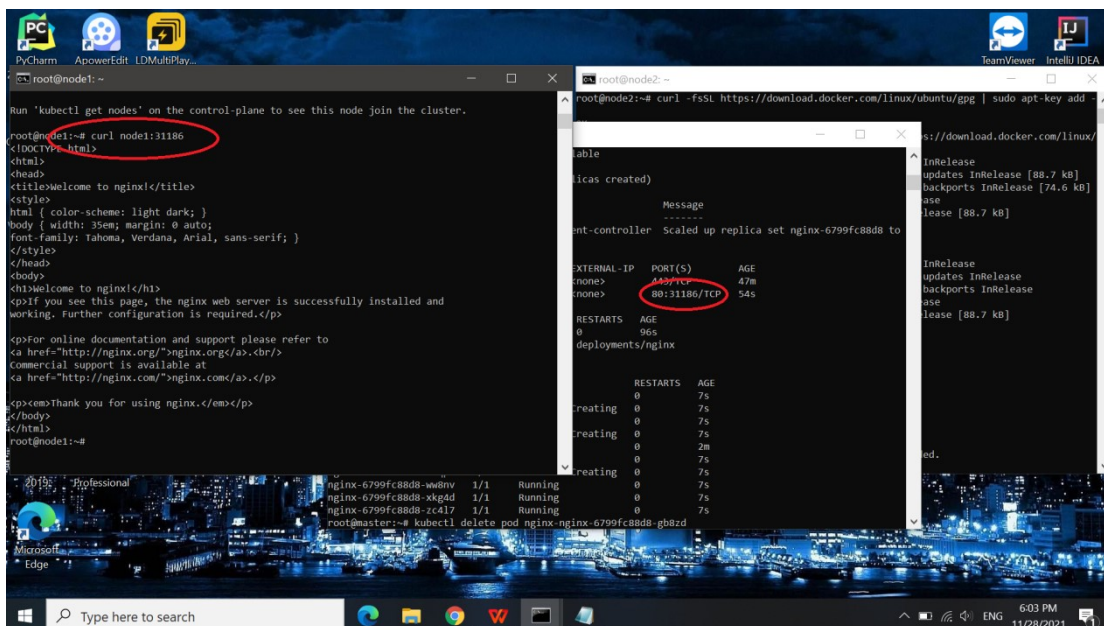 PyCharm
ApowerEdit
LDMultiPlay...
TeamViewer
IntelliJ IDEA
root@node1: ~
Run 'kubectl get nodes' on the control-plane to see this node join the cluster.
root@node1:~# curl node1:31186
<!DOCTYPE html>
<html>
<head>
<title>Welcome to nginx!</title>
<style>
html { color-scheme: light dark; }
body { width: 35em; margin: 0 auto;
font-family: Tahoma, Verdana, Arial, sans-serif; }
</style>
</head>
<body>
<h1>Welcome to nginx!</h1>
<p>If you see this page, the nginx web server is successfully installed and
working. Further configuration is required.</p>
<p>For online documentation and support please refer to
<a href="http://nginx.org/">nginx.org</a>.<br/>
Commercial support is available at
<a href="http://nginx.com/">nginx.com</a>.</p>
<p><em>Thank you for using nginx.</em></p>
</body>
</html>
root@node1:~#
root@node2: ~
root@node2:~# curl -fsSL https://download.docker.com/linux/ubuntu/gpg | sudo apt-key add -
s://download.docker.com/linux/
InRelease
updates InRelease [88.7 kB]
backports InRelease [74.6 kB]
ase
lease [88.7 kB]
InRelease
updates InRelease
backports InRelease
ase
lease [88.7 kB]
ed.
lable
licas created)
Message
-------
ent-controller Scaled up replica set nginx-6799fc88d8 to
EXTERNAL-IP PORT(S) AGE
<none> 443/TCP 47m
<none> 80:31186/TCP 54s
RESTARTS AGE
0 96s
deployments/nginx
RESTARTS AGE
0 7s
Creating 0 7s
0 7s
Creating 0 7s
0 2m
0 7s
Creating 0 7s
nginx-6799fc88d8-ww8nv 1/1 Running 0 7s
nginx-6799fc88d8-xkg4d 1/1 Running 0 7s
nginx-6799fc88d8-zc4l7 1/1 Running 0 7s
root@master:~# kubectl delete pod nginx-nginx-6799fc88d8-gb8zd
2019
Professional
Microsoft Edge
Type here to search
ENG
6:03 PM
11/28/2021